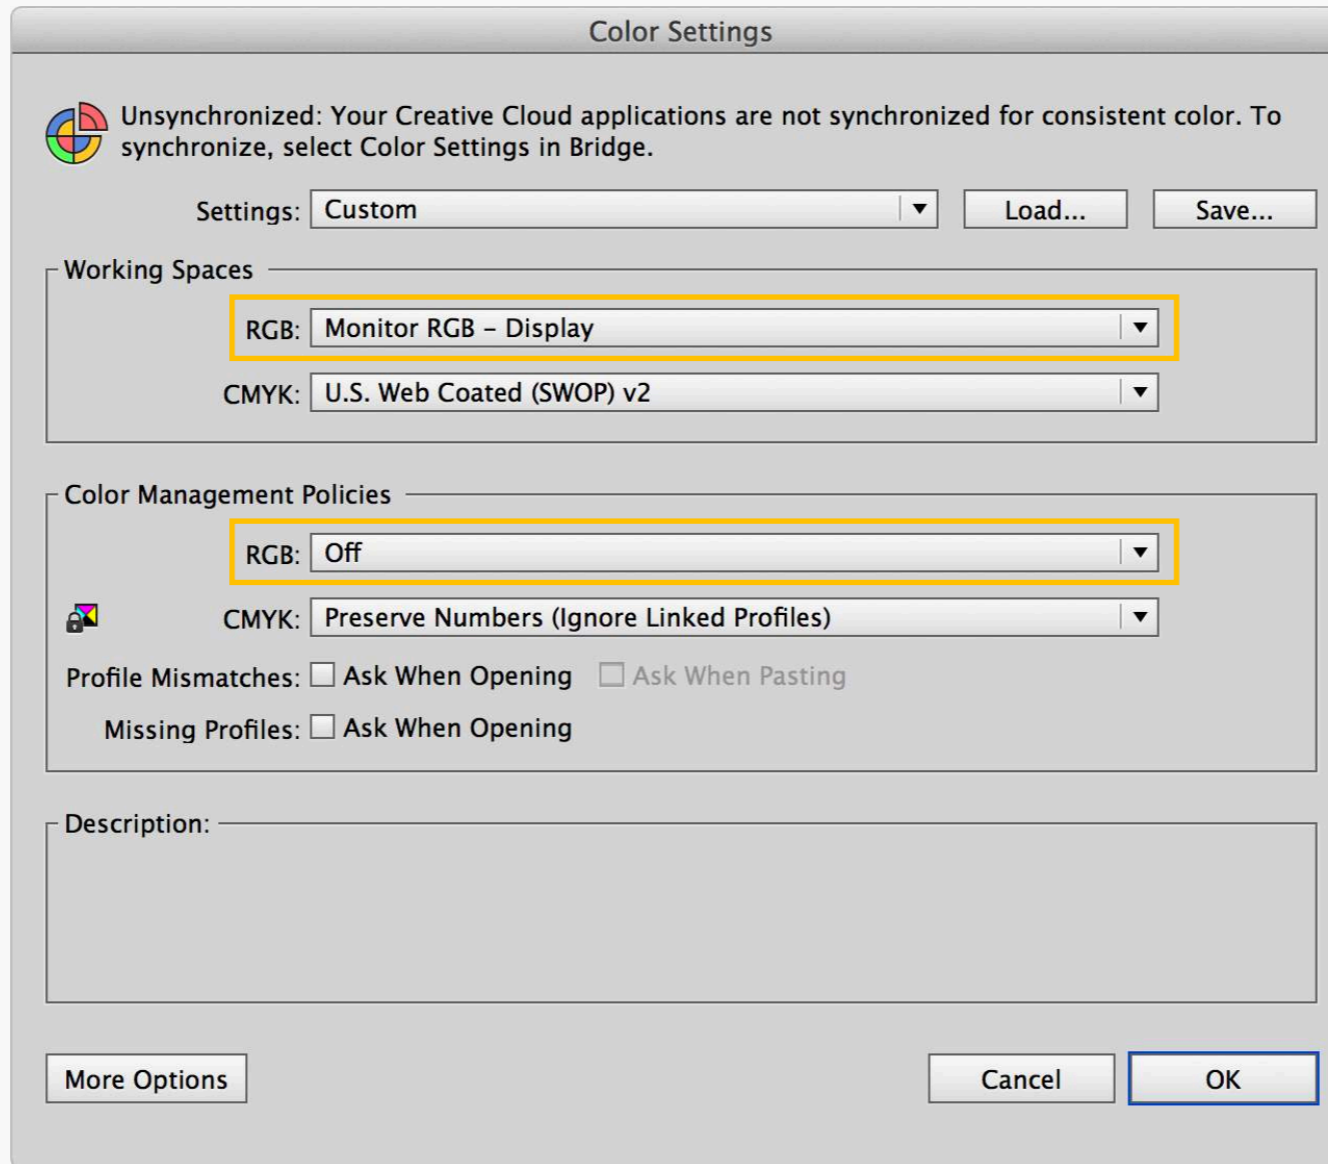 Color Settings
Unsynchronized: Your Creative Cloud applications are not synchronized for consistent color. To
synchronize, select Color Settings in Bridge.
Settings: Custom Load... Save...
Working Spaces
RGB: Monitor RGB – Display
CMYK: U.S. Web Coated (SWOP) v2
Color Management Policies
RGB: Off
CMYK: Preserve Numbers (Ignore Linked Profiles)
Profile Mismatches: Ask When Opening Ask When Pasting
Missing Profiles: Ask When Opening
Description:
More Options Cancel OK